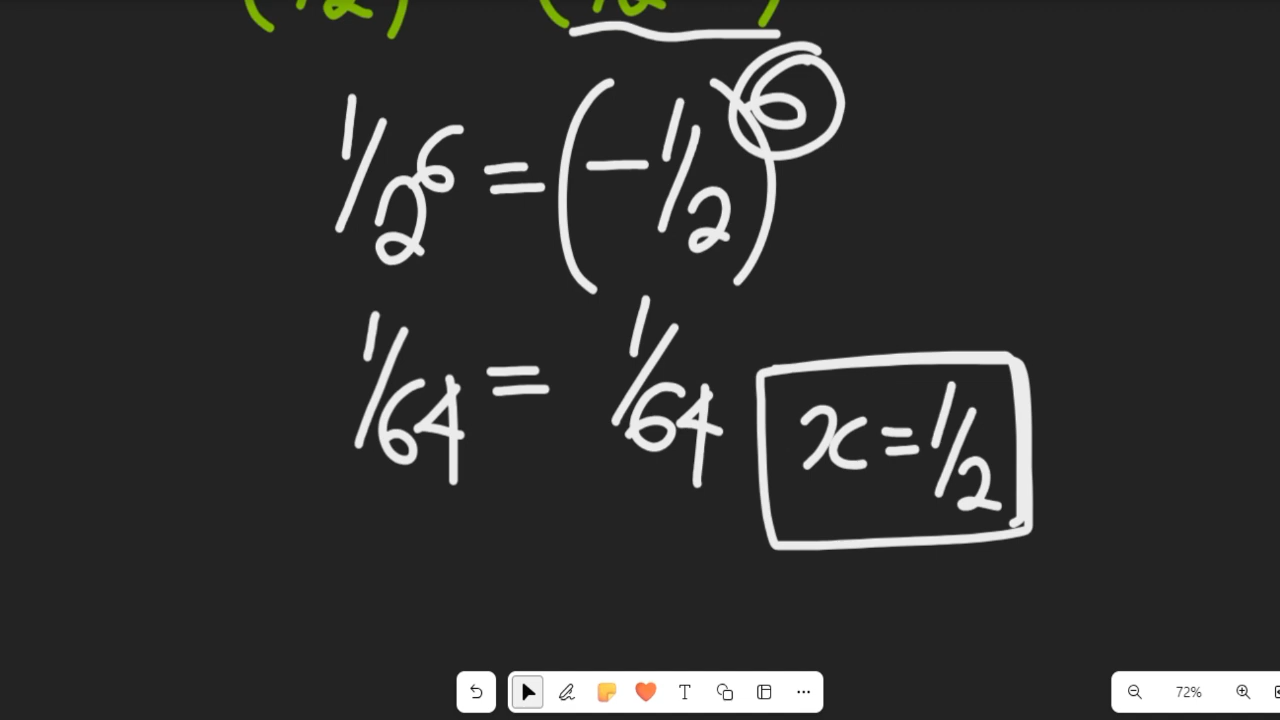 1/2⁶ = (-1/2)⁶
1/64 = 1/64
x = 1/2
T
72%